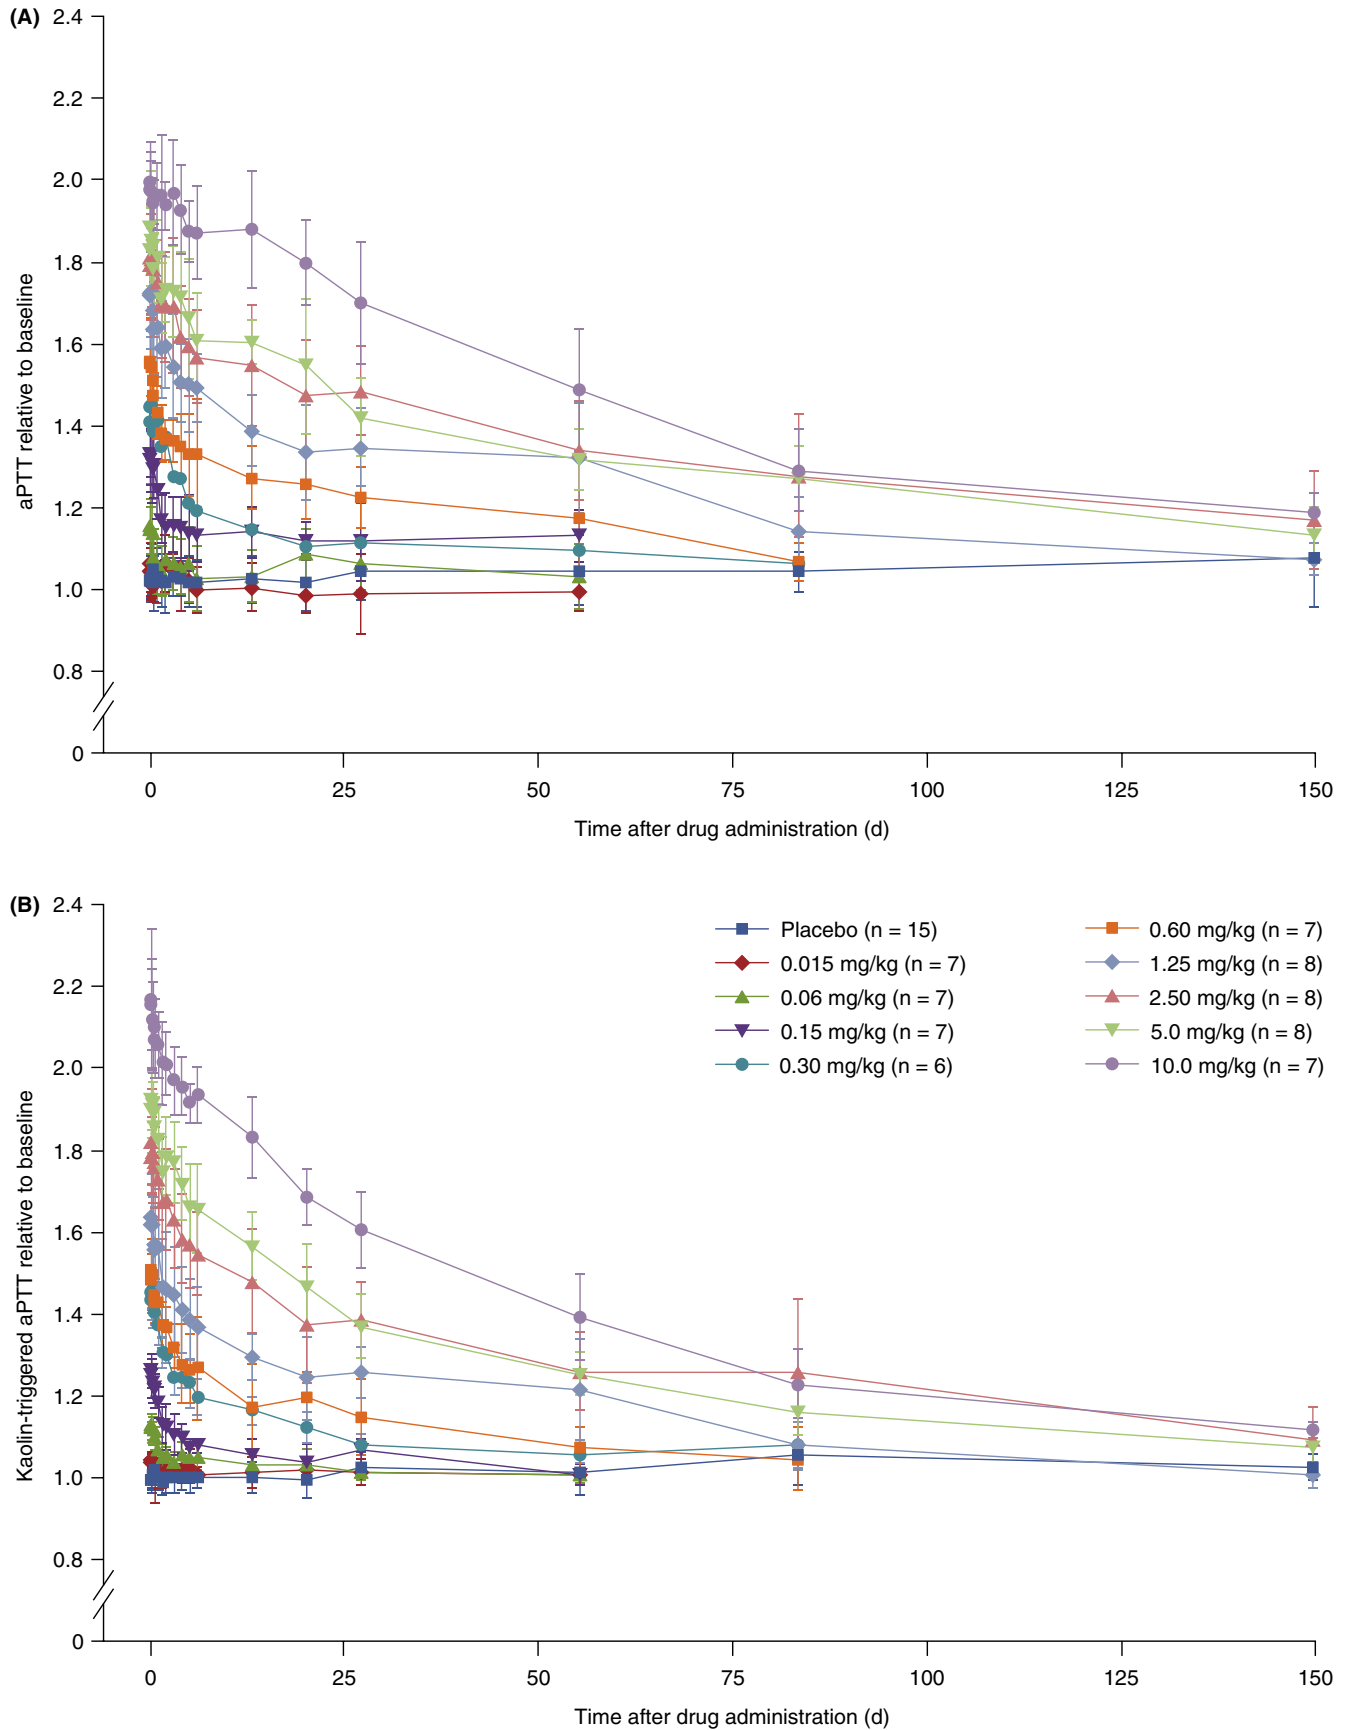 (A)
2.4
2.2
2.0
1.8
1.6
1.4
1.2
1.0
0.8
0
aPTT relative to baseline
0 25 50 75 100 125 150
Time after drug administration (d)
(B)
2.4
2.2
2.0
1.8
1.6
1.4
1.2
1.0
0.8
0
Kaolin-triggered aPTT relative to baseline
Placebo (n = 15)
0.015 mg/kg (n = 7)
0.06 mg/kg (n = 7)
0.15 mg/kg (n = 7)
0.30 mg/kg (n = 6)
0.60 mg/kg (n = 7)
1.25 mg/kg (n = 8)
2.50 mg/kg (n = 8)
5.0 mg/kg (n = 8)
10.0 mg/kg (n = 7)
0 25 50 75 100 125 150
Time after drug administration (d)